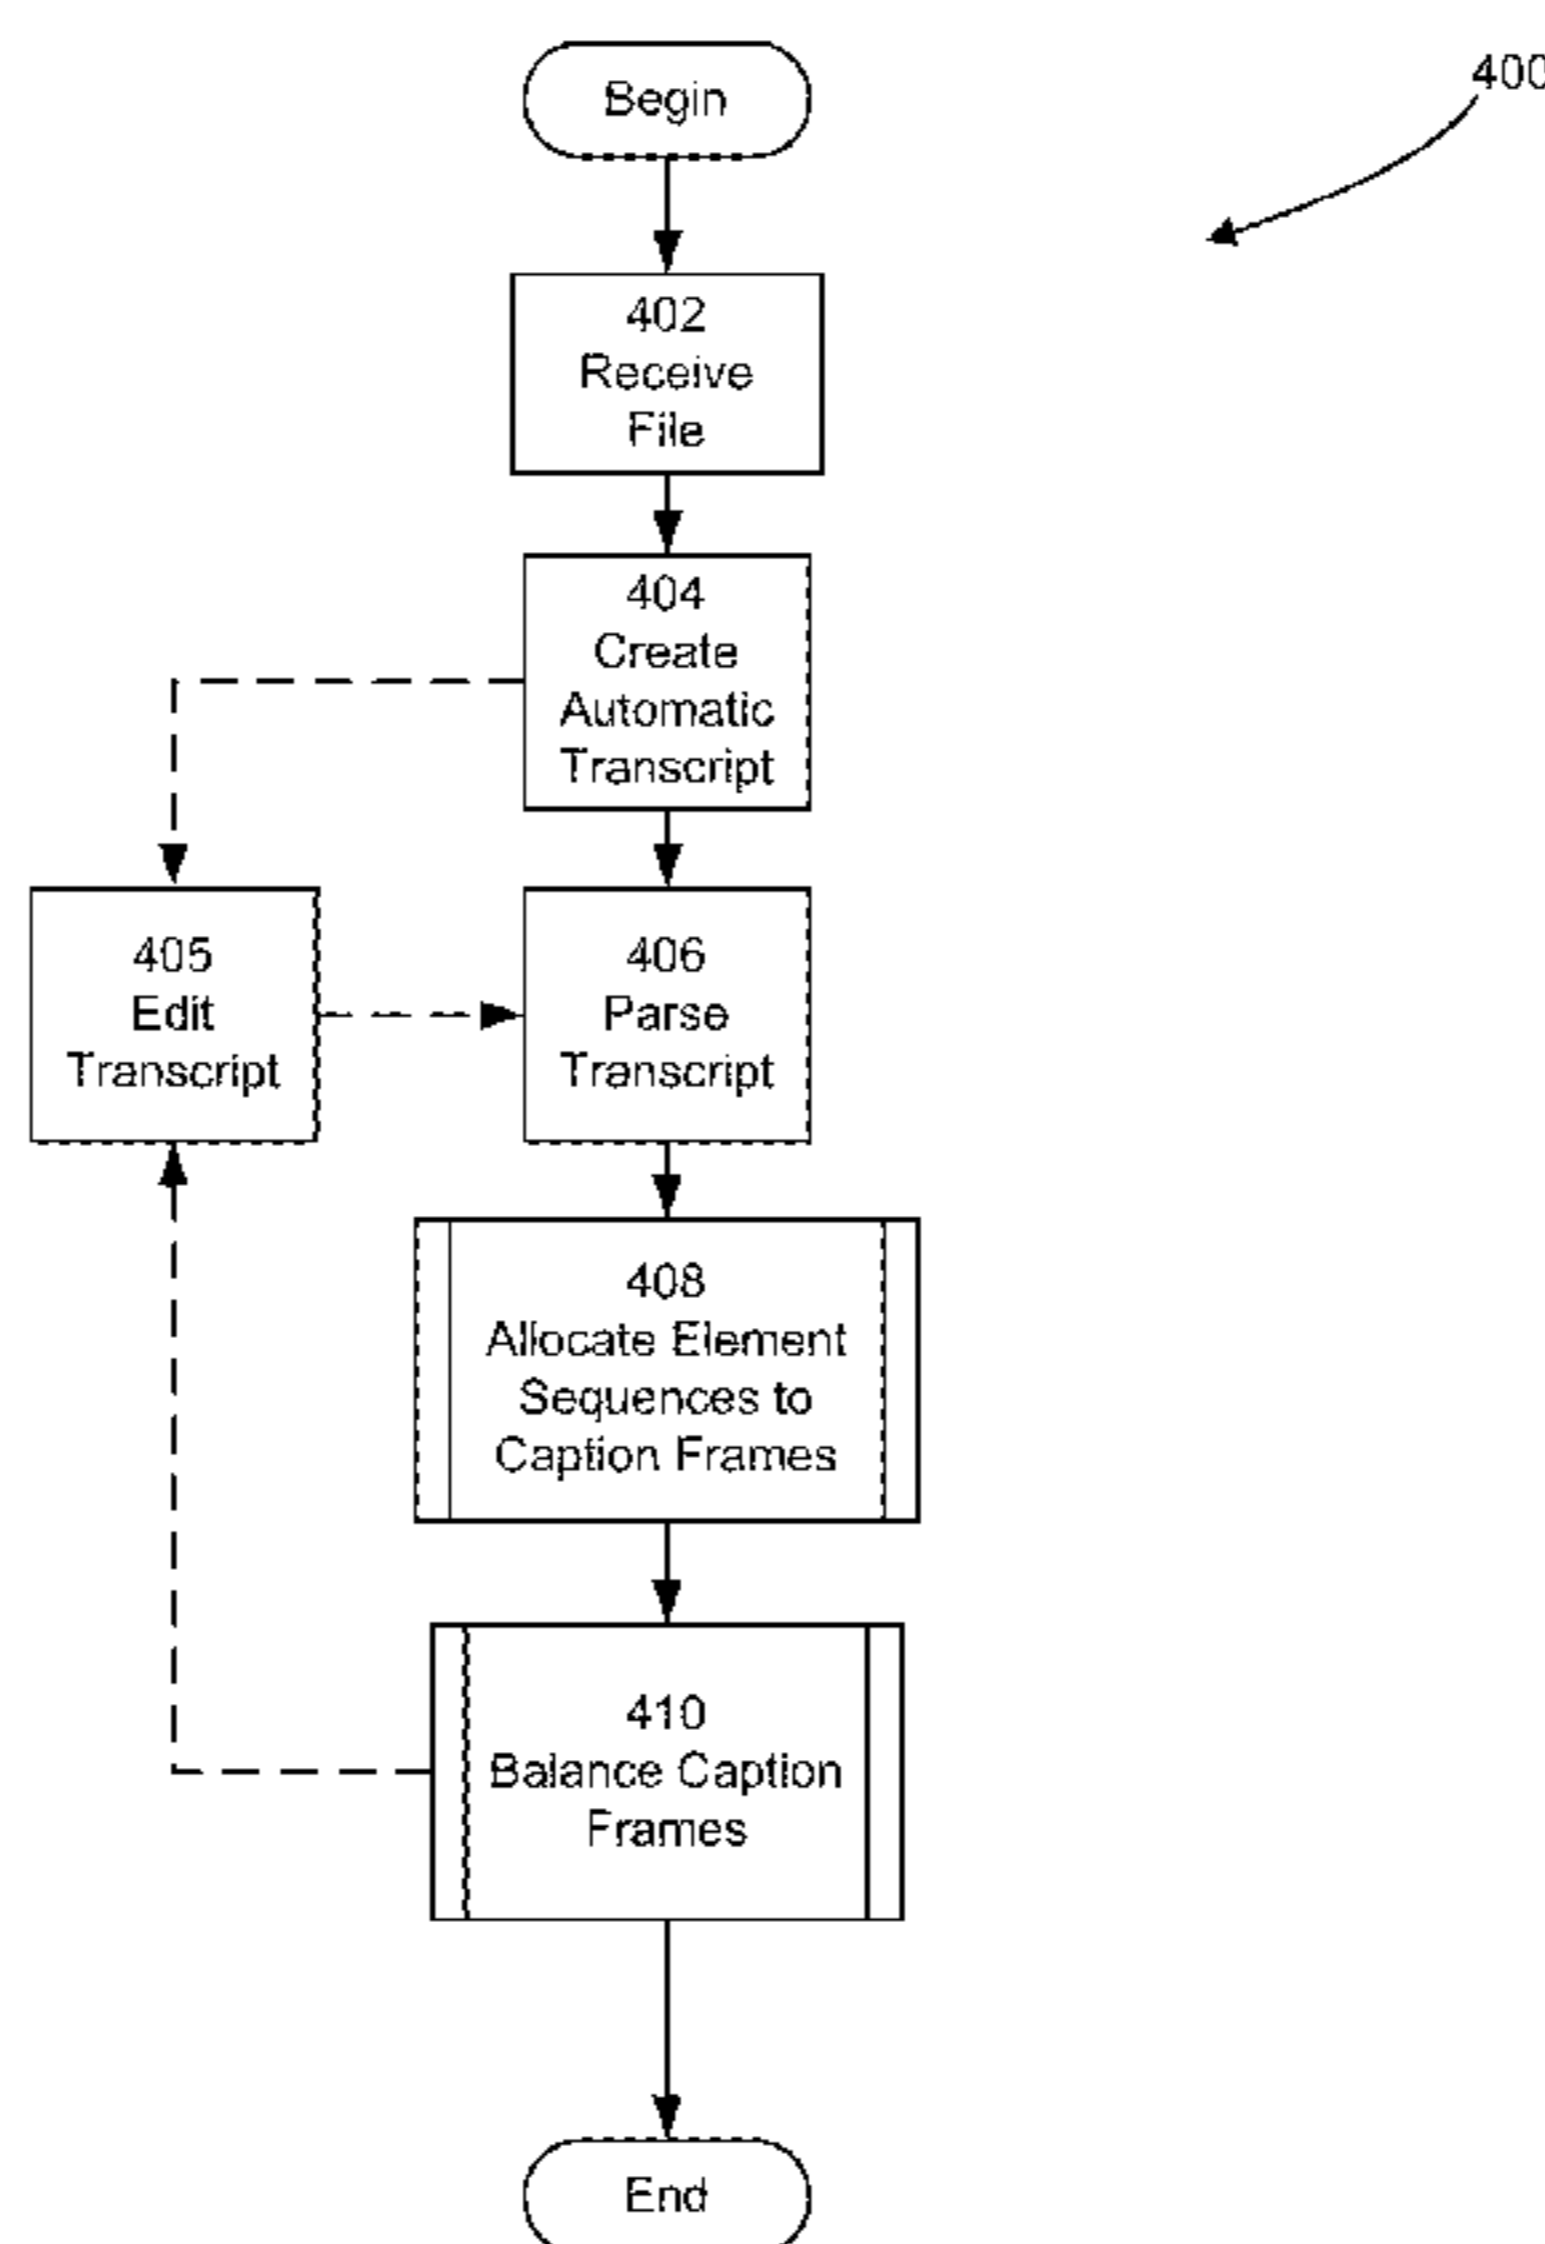 Begin
400
402
Receive
File
404
Create
Automatic
Transcript
405
Edit
Transcript
406
Parse
Transcript
408
Allocate Element
Sequences to
Caption Frames
410
Balance Caption
Frames
End